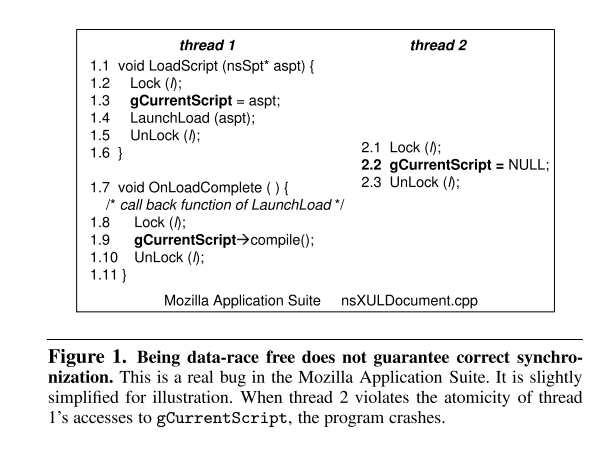 thread 1
thread 2
1.1 void LoadScript (nsSpt* aspt) {
1.2 Lock (l);
1.3 gCurrentScript = aspt;
1.4 LaunchLoad (aspt);
1.5 UnLock (l);
1.6 }
1.7 void OnLoadComplete ( ) {
/* call back function of LaunchLoad */
1.8 Lock (l);
1.9 gCurrentScript→compile();
1.10 UnLock (l);
1.11 }
2.1 Lock (l);
2.2 gCurrentScript = NULL;
2.3 UnLock (l);
Mozilla Application Suite nsXULDocument.cpp
Figure 1. Being data-race free does not guarantee correct synchro-
nization. This is a real bug in the Mozilla Application Suite. It is slightly
simplified for illustration. When thread 2 violates the atomicity of thread
1's accesses to gCurrentScript, the program crashes.